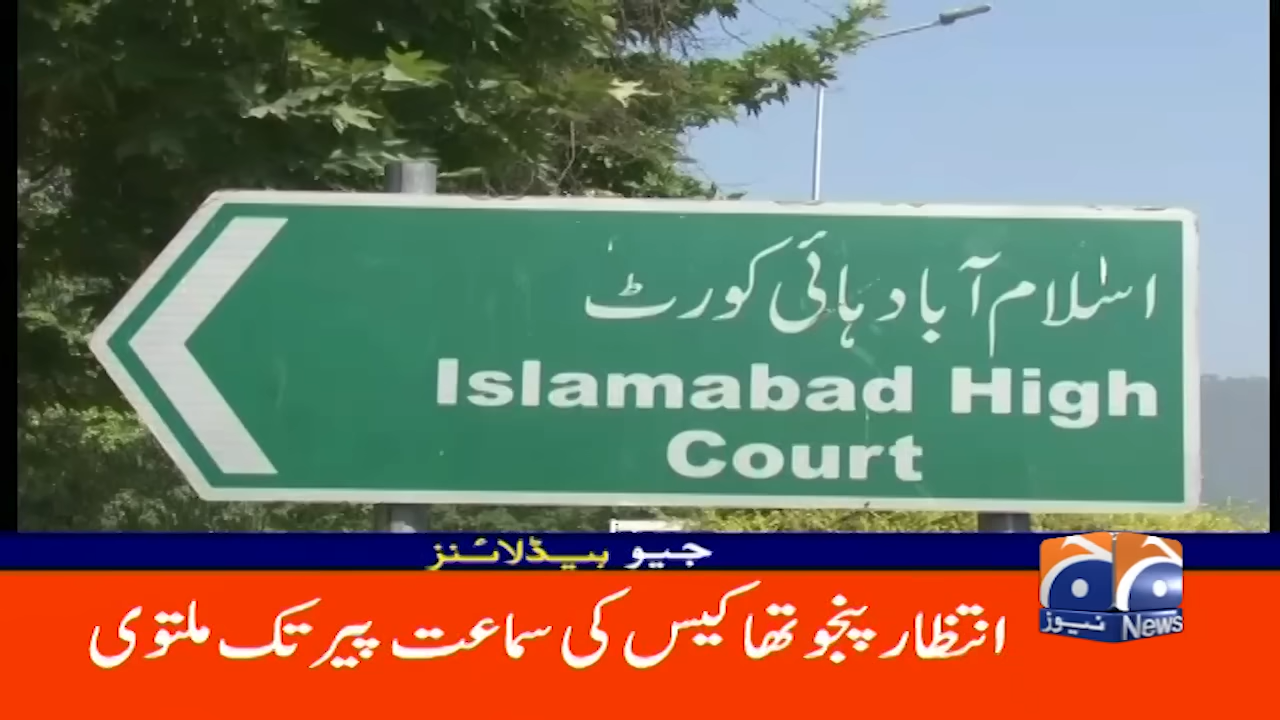 اسلام آباد ہائی کورٹ
Islamabad High
Court
جیو ہیڈلائنز
انتظار پنجوتھا کیس کی سماعت پیر تک ملتوی
جیو نیوز News